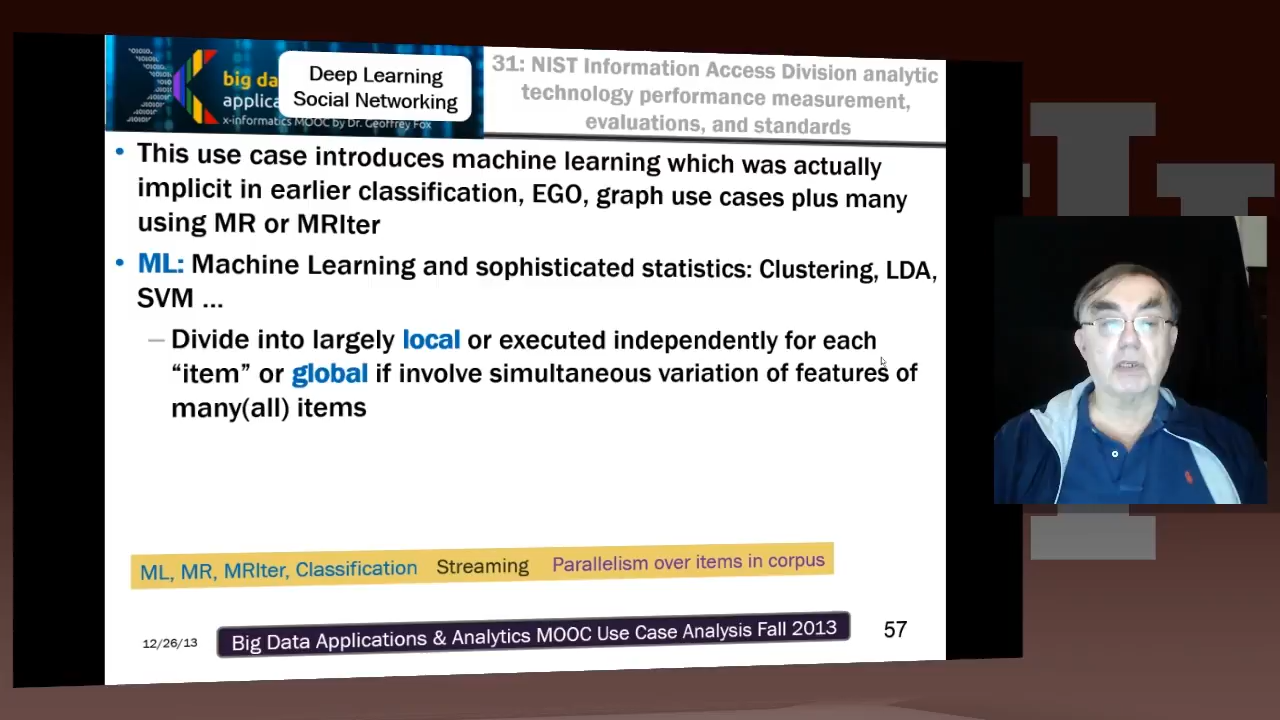 big da
applica
x-informatics MOOC by Dr. Geoffrey Fox
Deep Learning
Social Networking
31: NIST Information Access Division analytic
technology performance measurement,
evaluations, and standards
• This use case introduces machine learning which was actually
implicit in earlier classification, EGO, graph use cases plus many
using MR or MRIter
• ML: Machine Learning and sophisticated statistics: Clustering, LDA,
SVM ...
– Divide into largely local or executed independently for each
“item” or global if involve simultaneous variation of features of
many(all) items
ML, MR, MRIter, Classification Streaming Parallelism over items in corpus
12/26/13 Big Data Applications & Analytics MOOC Use Case Analysis Fall 2013 57